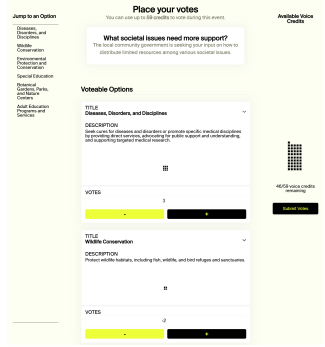 Jump to an Option
Diseases,
Disorders, and
Disciplines
Wildlife
Conservation
Environmental
Protection and
Conservation
Special Education
Botanical
Gardens, Parks,
and Nature
Centers
Adult Education
Programs and
Services
Place your votes
You can use up to 59 credits to vote during this event.
What societal issues need more support?
The local community government is seeking your input on how to
distribute limited resources among various societal issues.
Voteable Options
TITLE
Diseases, Disorders, and Disciplines
DESCRIPTION
Seek cures for diseases and disorders or promote specific medical disciplines
by providing direct services, advocating for public support and understanding,
and supporting targeted medical research.
VOTES
3
-
+
TITLE
Wildlife Conservation
DESCRIPTION
Protect wildlife habitats, including fish, wildlife, and bird refuges and sanctuaries.
VOTES
-2
-
+
Available Voice
Credits
46/59 voice credits
remaining
Submit Votes